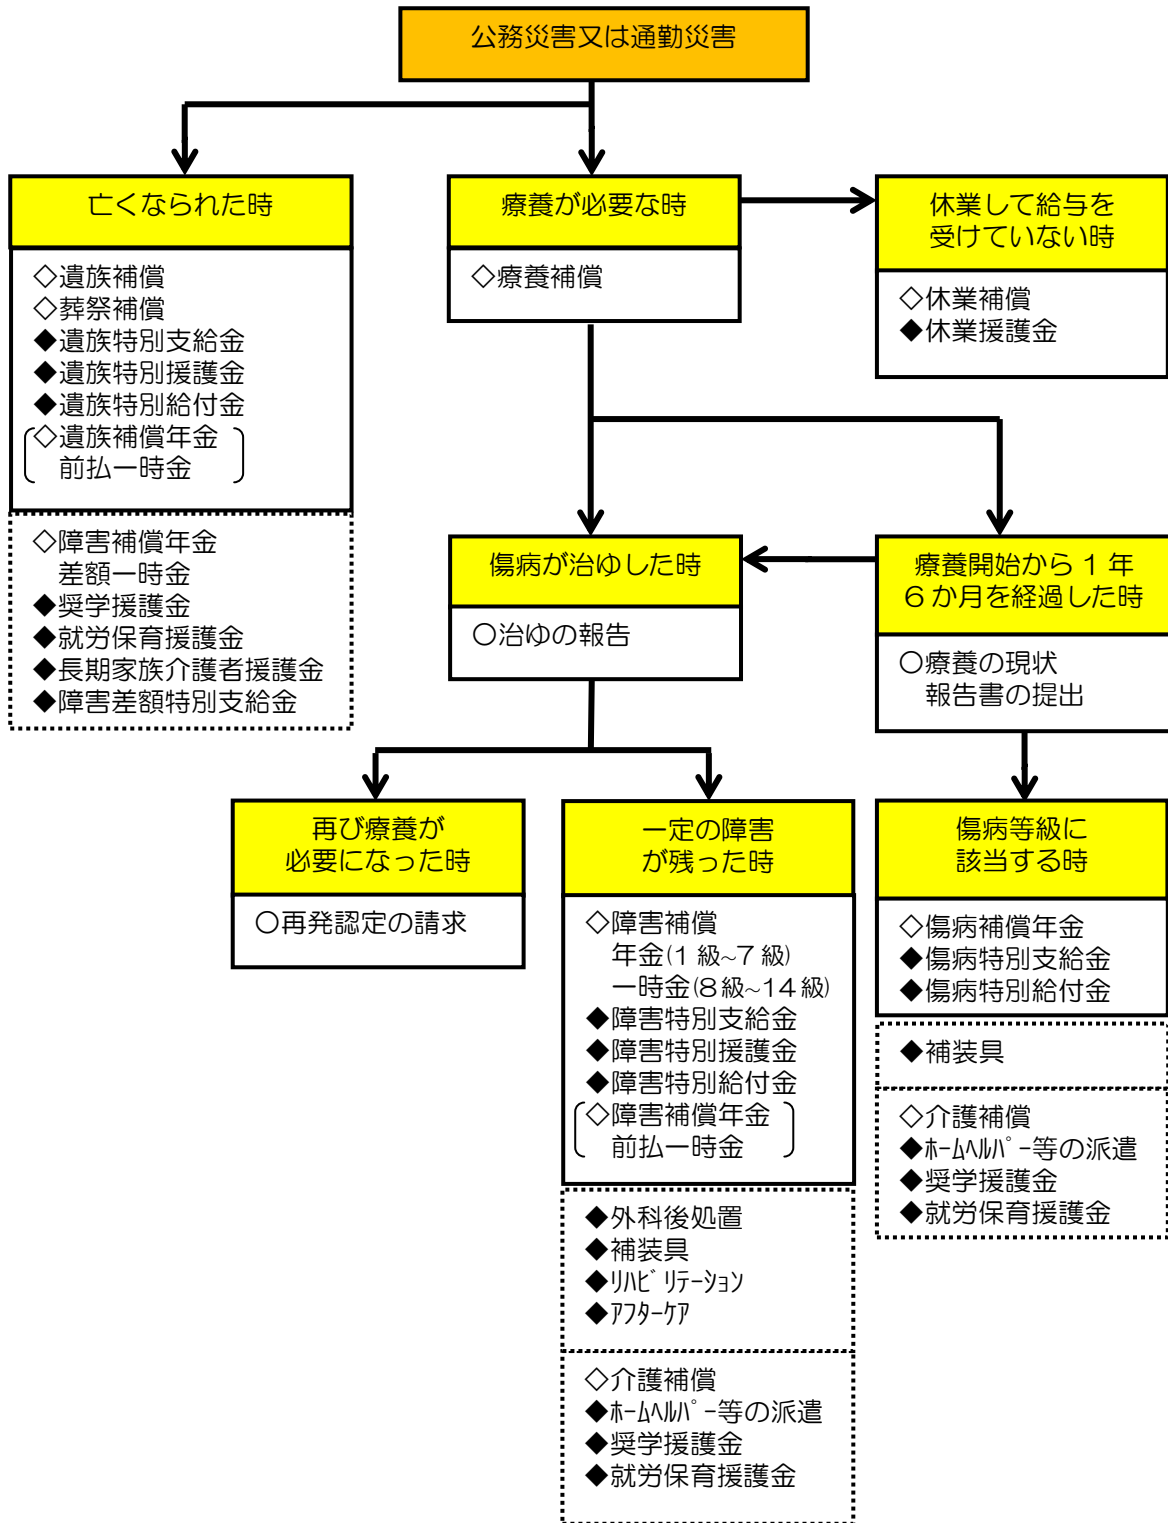 公務災害又は通勤災害
亡くなられた時
◇遺族補償
◇葬祭補償
◆遺族特別支給金
◆遺族特別援護金
◆遺族特別給付金
◇遺族補償年金
前払一時金
◇障害補償年金
差額一時金
◆奨学援護金
◆就労保育援護金
◆長期家族介護者援護金
◆障害差額特別支給金
療養が必要な時
◇療養補償
休業して給与を
受けていない時
◇休業補償
◆休業援護金
傷病が治ゆした時
○治ゆの報告
療養開始から1年
6か月を経過した時
○療養の現状
報告書の提出
再び療養が
必要になった時
○再発認定の請求
一定の障害
が残った時
◇障害補償
年金(1級~7級)
一時金(8級~14級)
◆障害特別支給金
◆障害特別援護金
◆障害特別給付金
◇障害補償年金
前払一時金
◆外科後処置
◆補装具
◆ﾘﾊﾋﾞﾘﾃｰｼｮﾝ
◆ｱﾌﾀｰｹｱ
◇介護補償
◆ﾎｰﾑﾍﾙﾊﾟｰ等の派遣
◆奨学援護金
◆就労保育援護金
傷病等級に
該当する時
◇傷病補償年金
◆傷病特別支給金
◆傷病特別給付金
◆補装具
◇介護補償
◆ﾎｰﾑﾍﾙﾊﾟｰ等の派遣
◆奨学援護金
◆就労保育援護金